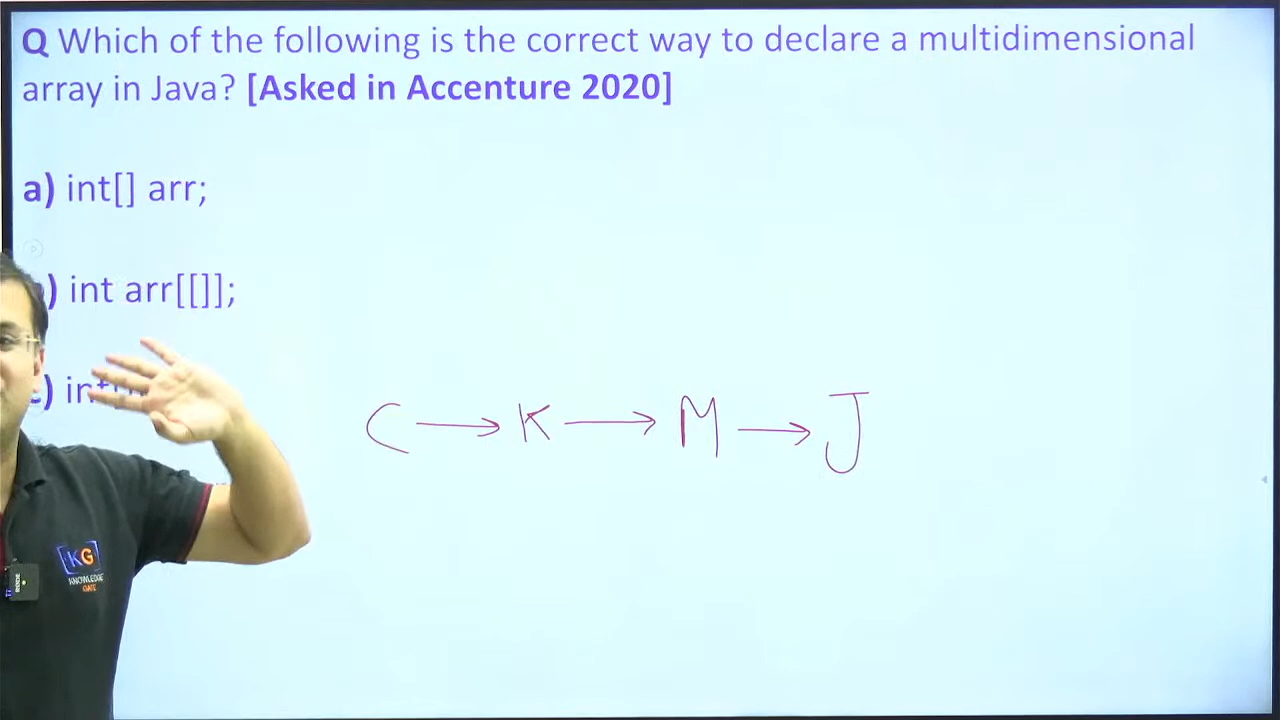 Q Which of the following is the correct way to declare a multidimensional
array in Java? [Asked in Accenture 2020]
a) int[] arr;
) int arr[[]];
) int
C → K → M → J
KG
KNOWLEDGE
GATE